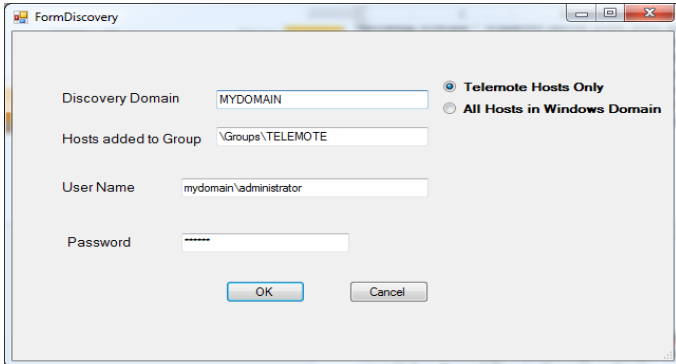 FormDiscovery
Discovery Domain MYDOMAIN
Telemote Hosts Only
All Hosts in Windows Domain
Hosts added to Group \Groups\TELEMOTE
User Name mydomain\administrator
Password ******
OK Cancel